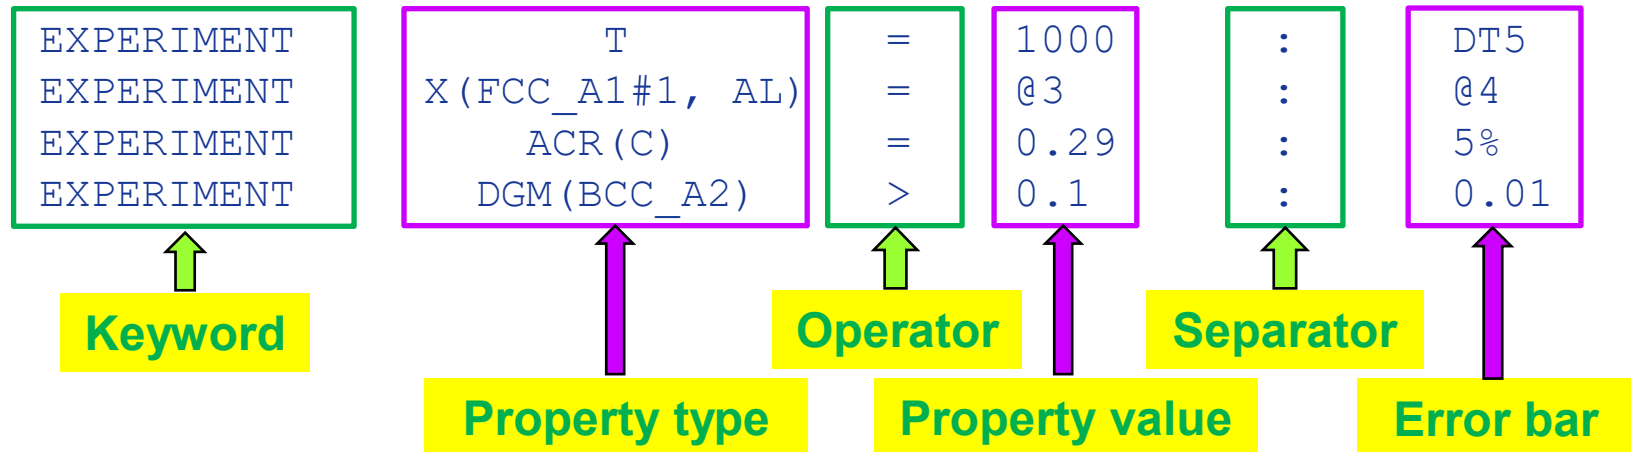 EXPERIMENT T = 1000 : DT5
EXPERIMENT X(FCC_A1#1, AL) = @3 : @4
EXPERIMENT ACR(C) = 0.29 : 5%
EXPERIMENT DGM(BCC_A2) > 0.1 : 0.01
Keyword Operator Separator
Property type Property value Error bar